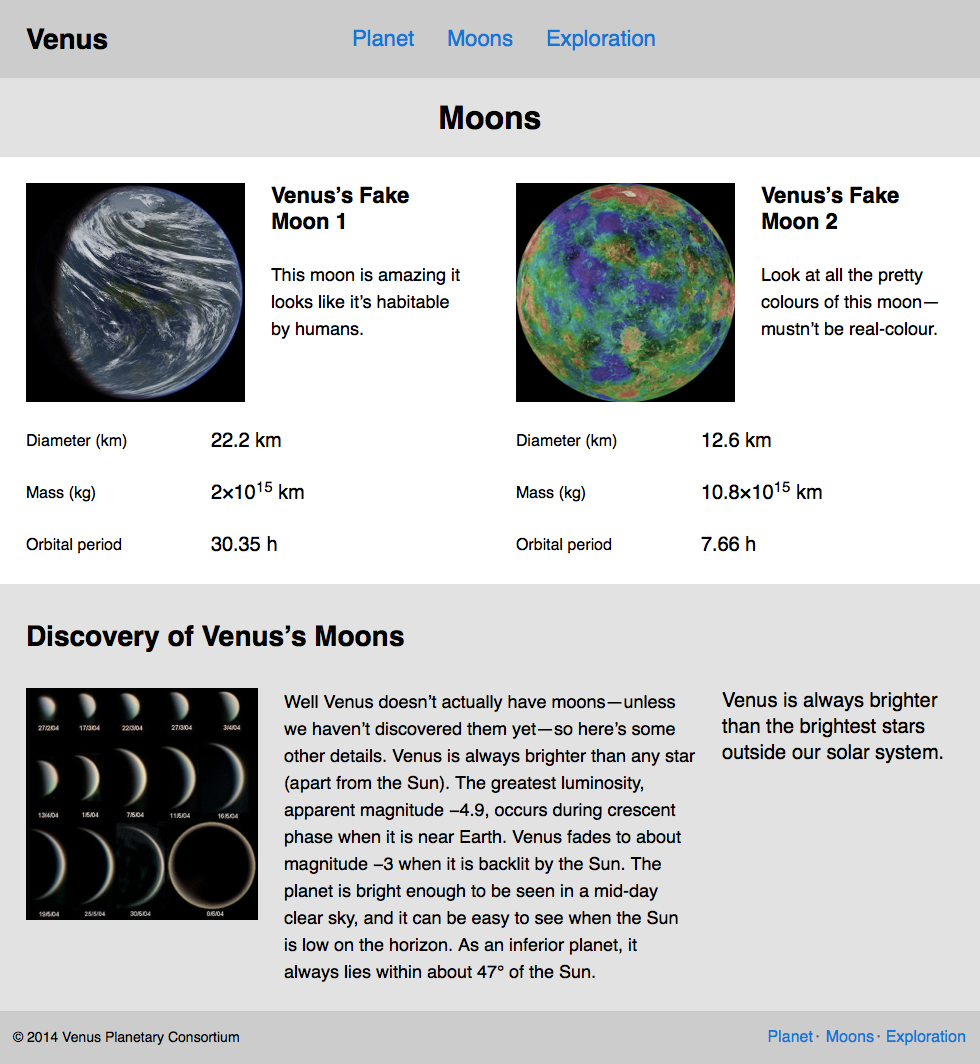 Venus
Planet Moons Exploration
Moons
Venus’s Fake
Moon 1
This moon is amazing it
looks like it’s habitable
by humans.
Diameter (km) 22.2 km
Mass (kg) 2×10¹⁵ km
Orbital period 30.35 h
Venus’s Fake
Moon 2
Look at all the pretty
colours of this moon—
mustn’t be real-colour.
Diameter (km) 12.6 km
Mass (kg) 10.8×10¹⁵ km
Orbital period 7.66 h
Discovery of Venus’s Moons
27/2/04 17/3/04 22/3/04 27/3/04 3/4/04
13/4/04 1/5/04 7/5/04 11/5/04 16/5/04
19/5/04 25/5/04 30/5/04
Well Venus doesn’t actually have moons—unless
we haven’t discovered them yet—so here’s some
other details. Venus is always brighter than any star
(apart from the Sun). The greatest luminosity,
apparent magnitude −4.9, occurs during crescent
phase when it is near Earth. Venus fades to about
magnitude −3 when it is backlit by the Sun. The
planet is bright enough to be seen in a mid-day
clear sky, and it can be easy to see when the Sun
is low on the horizon. As an inferior planet, it
always lies within about 47° of the Sun.
Venus is always brighter
than the brightest stars
outside our solar system.
© 2014 Venus Planetary Consortium
Planet · Moons · Exploration